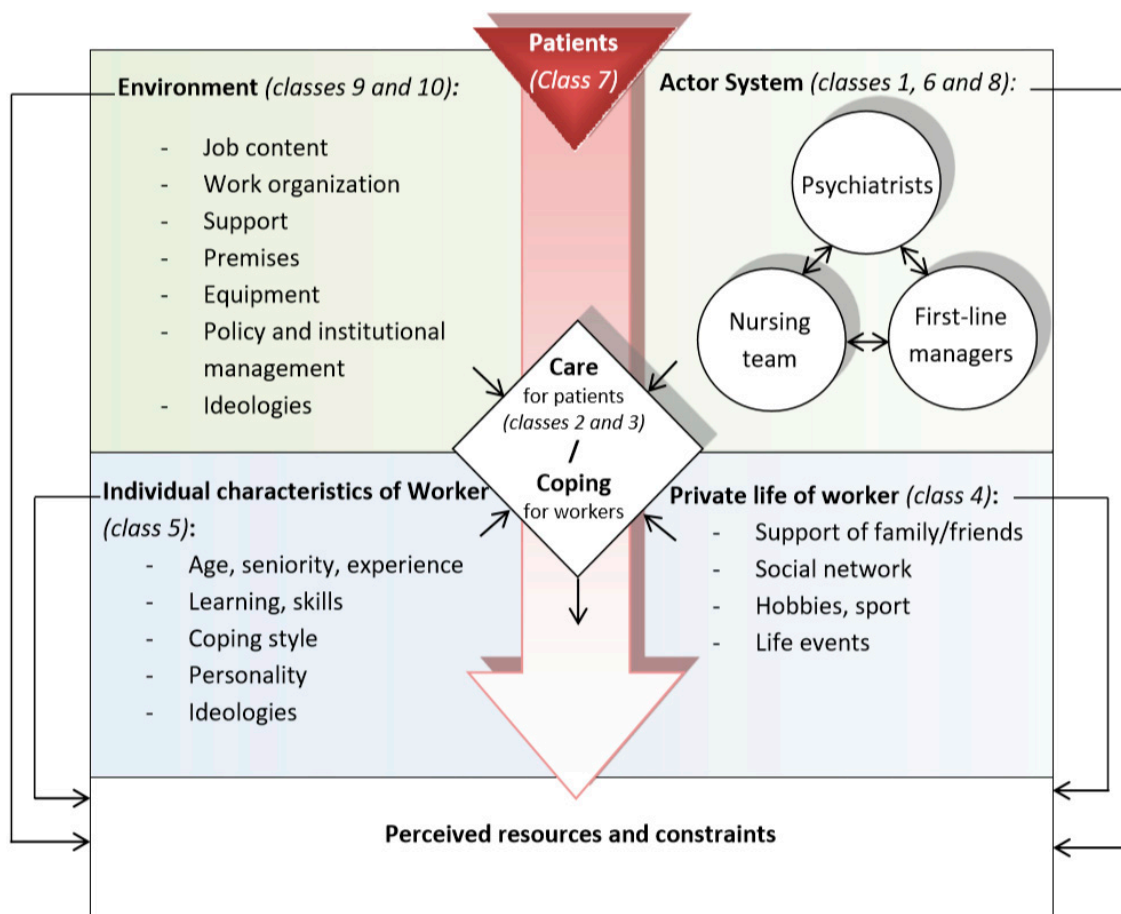 Patients
(Class 7)
Environment (classes 9 and 10):
- Job content
- Work organization
- Support
- Premises
- Equipment
- Policy and institutional
management
- Ideologies
Actor System (classes 1, 6 and 8):
Psychiatrists
Nursing
team
First-line
managers
Care
for patients
(classes 2 and 3)
/
Coping
for workers
Individual characteristics of Worker
(class 5):
- Age, seniority, experience
- Learning, skills
- Coping style
- Personality
- Ideologies
Private life of worker (class 4):
- Support of family/friends
- Social network
- Hobbies, sport
- Life events
Perceived resources and constraints